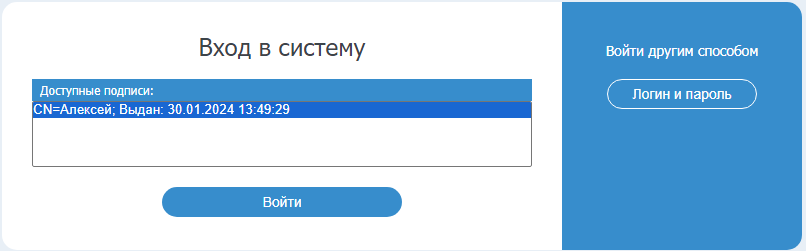 Вход в систему
Доступные подписи:
CN=Алексей; Выдан: 30.01.2024 13:49:29
Войти
Войти другим способом
Логин и пароль